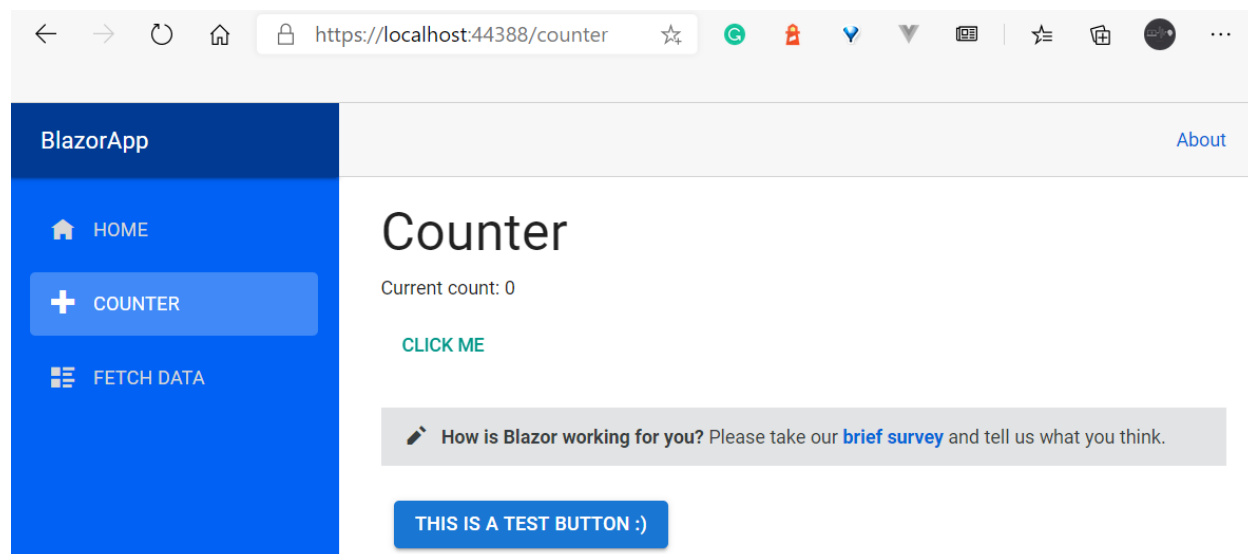 https://localhost:44388/counter
BlazorApp
About
HOME
COUNTER
FETCH DATA
Counter
Current count: 0
CLICK ME
How is Blazor working for you? Please take our brief survey and tell us what you think.
THIS IS A TEST BUTTON :)